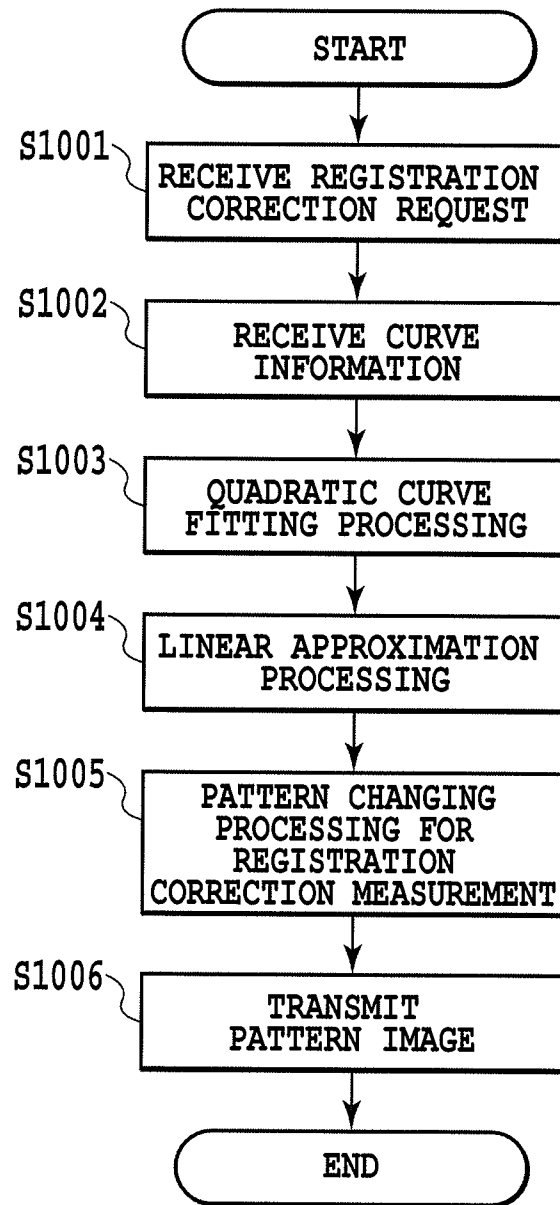 START
S1001
RECEIVE REGISTRATION
CORRECTION REQUEST
S1002
RECEIVE CURVE
INFORMATION
S1003
QUADRATIC CURVE
FITTING PROCESSING
S1004
LINEAR APPROXIMATION
PROCESSING
S1005
PATTERN CHANGING
PROCESSING FOR
REGISTRATION
CORRECTION MEASUREMENT
S1006
TRANSMIT
PATTERN IMAGE
END